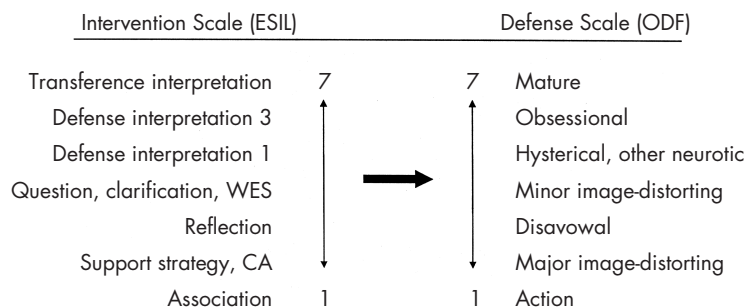 Intervention Scale (ESIL) Defense Scale (ODF)
Transference interpretation 7 7 Mature
Defense interpretation 3 Obsessional
Defense interpretation 1 Hysterical, other neurotic
Question, clarification, WES Minor image-distorting
Reflection Disavowal
Support strategy, CA Major image-distorting
Association 1 1 Action